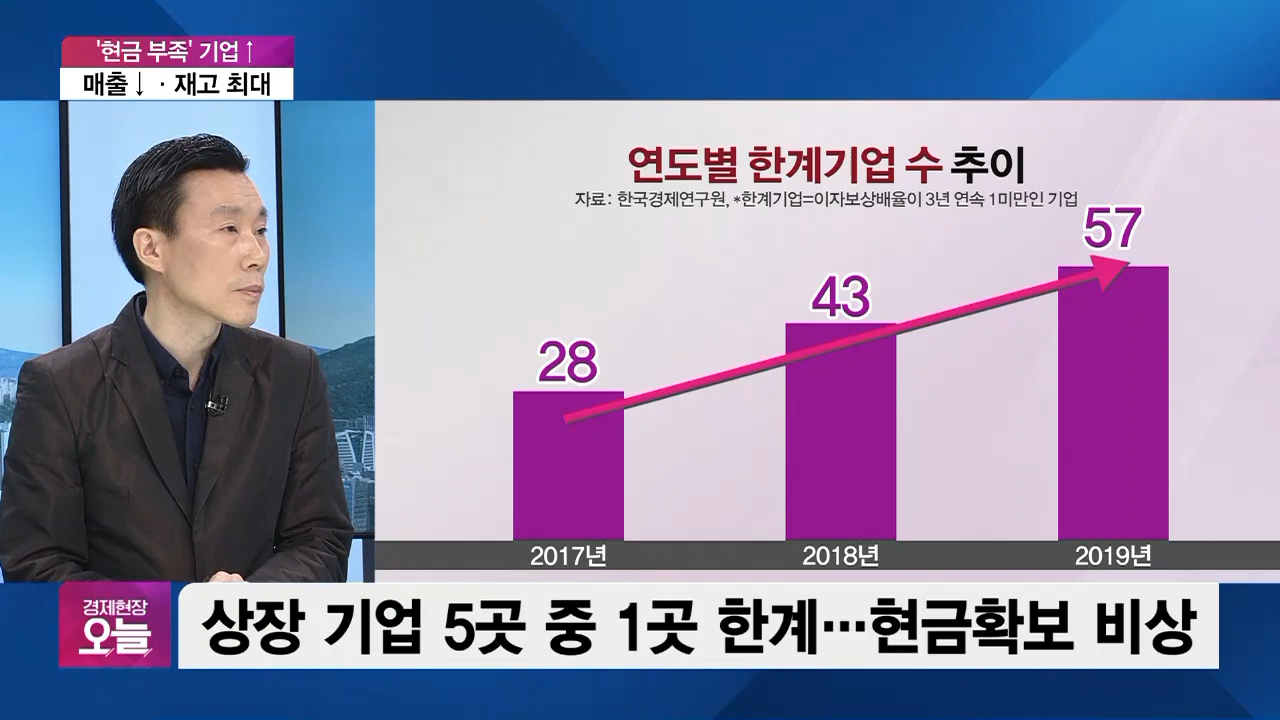 '현금 부족' 기업↑
매출↓·재고 최대
연도별 한계기업 수 추이
자료: 한국경제연구원, *한계기업=이자보상배율이 3년 연속 1미만인 기업
28
43
57
2017년
2018년
2019년
경제현장
오늘
상장 기업 5곳 중 1곳 한계…현금확보 비상